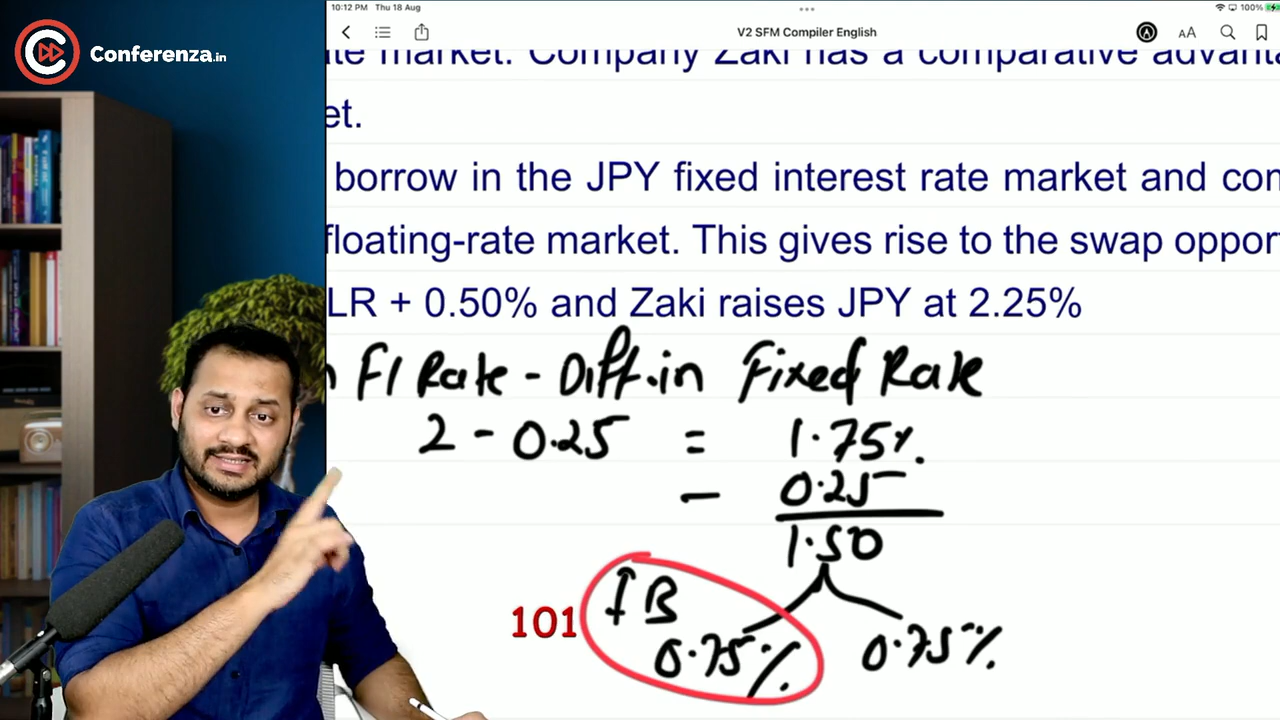 10:12 PM Thu 18 Aug
100%
V2 SFM Compiler English
AA
Conferenza.in
ate market. Company Zaki has a comparative advanta
et.
borrow in the JPY fixed interest rate market and con
floating-rate market. This gives rise to the swap oppor
LR + 0.50% and Zaki raises JPY at 2.25%
n Fl Rate - Diff. in Fixed Rate
2 - 0.25 = 1.75%.
- 0.25
1.50
B
101
0.75%
0.75%